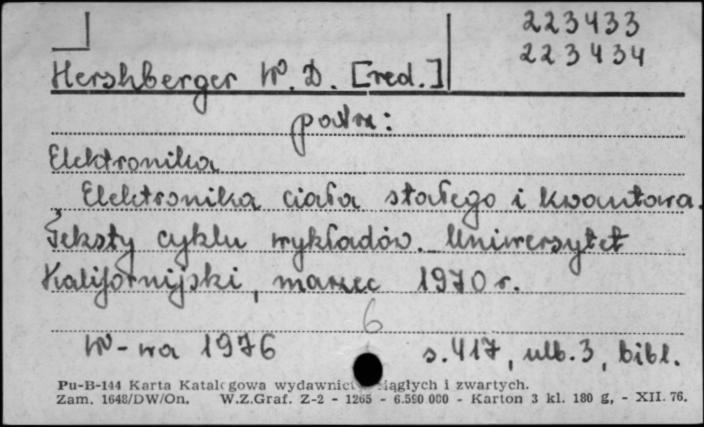 223433
223434
Hershberger W. D. [red.]
patrz:
Elektronika
Elektronika ciała stałego i kwantowa.
Teksty cyklu wykładów. Uniwersytet
Kalifornijski, marzec 1970 r.
6
W-wa 1976 s. 417, ulb. 3, bibl.
Pu-B-144 Karta Katalogowa wydawnictw ciągłych i zwartych.
Zam. 1648/DW/On. W.Z.Graf. Z-2 - 1265 - 6.590 000 - Karton 3 kl. 180 g, - XII. 76.